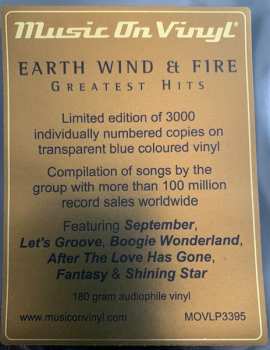 Music On Vinyl®
EARTH WIND & FIRE
GREATEST HITS
Limited edition of 3000
individually numbered copies on
transparent blue coloured vinyl
Compilation of songs by the
group with more than 100 million
record sales worldwide
Featuring September,
Let's Groove, Boogie Wonderland,
After The Love Has Gone,
Fantasy & Shining Star
180 gram audiophile vinyl
www.musiconvinyl.com MOVLP3395